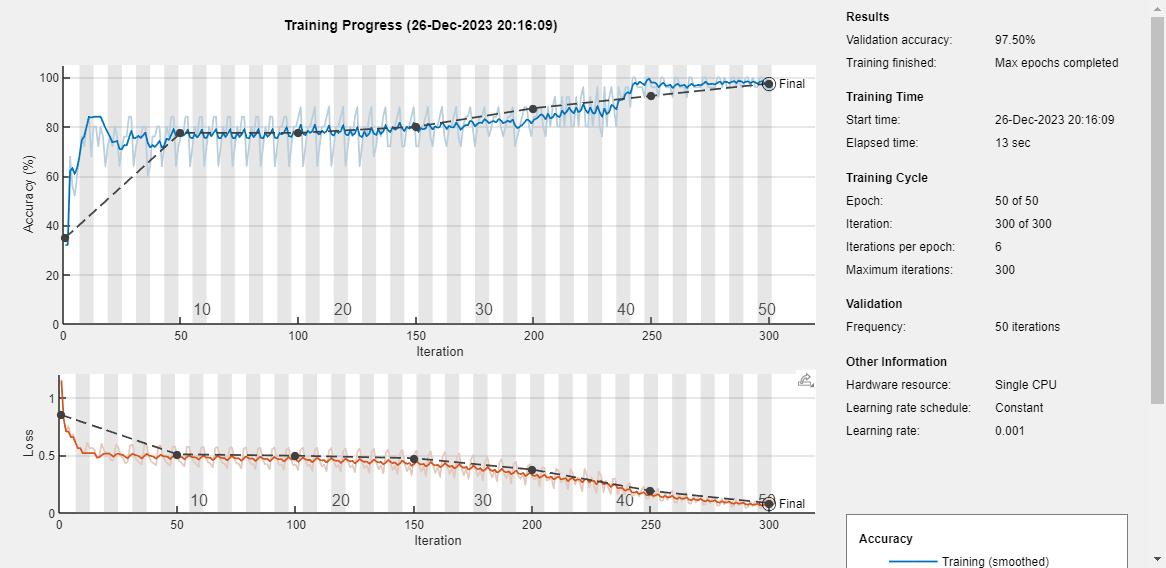 Training Progress (26-Dec-2023 20:16:09)
100
80
60
40
20
0
Accuracy (%)
10 20 30 40 50
0 50 100 150 200 250 300
Iteration
Final
1
0.5
0
Loss
10 20 30 40 50
0 50 100 150 200 250 300
Iteration
Final
Results
Validation accuracy: 97.50%
Training finished: Max epochs completed
Training Time
Start time: 26-Dec-2023 20:16:09
Elapsed time: 13 sec
Training Cycle
Epoch: 50 of 50
Iteration: 300 of 300
Iterations per epoch: 6
Maximum iterations: 300
Validation
Frequency: 50 iterations
Other Information
Hardware resource: Single CPU
Learning rate schedule: Constant
Learning rate: 0.001
Accuracy
Training (smoothed)